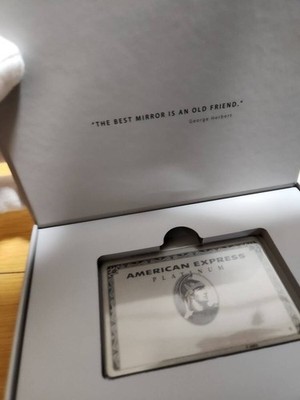 "THE BEST MIRROR IS AN OLD FRIEND."
George Herbert
AMERICAN EXPRESS
PLATINUM